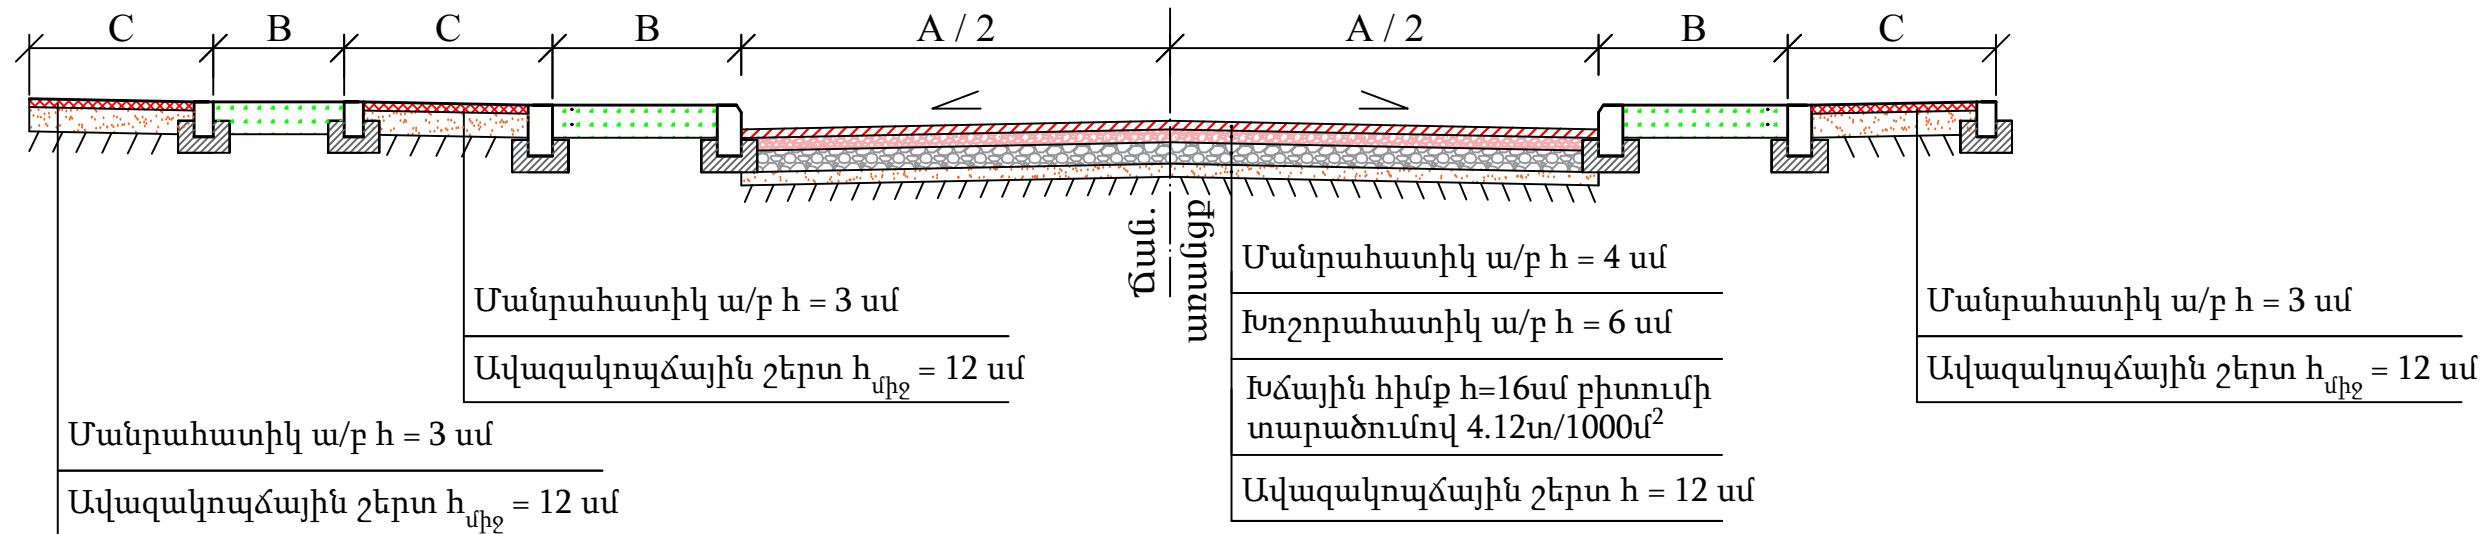 C B C B A / 2 A / 2 B C
Ճան.
առանցք
Մանրահատիկ ա/բ h = 4 սմ
Խոշորահատիկ ա/բ h = 6 սմ
Խճային հիմք h=16սմ բիտումի
տարածումով 4.12տ/1000մ²
Ավազակոպճային շերտ h = 12 սմ
Մանրահատիկ ա/բ h = 3 սմ
Ավազակոպճային շերտ hմիջ = 12 սմ
Մանրահատիկ ա/բ h = 3 սմ
Ավազակոպճային շերտ hմիջ = 12 սմ
Մանրահատիկ ա/բ h = 3 սմ
Ավազակոպճային շերտ hմիջ = 12 սմ